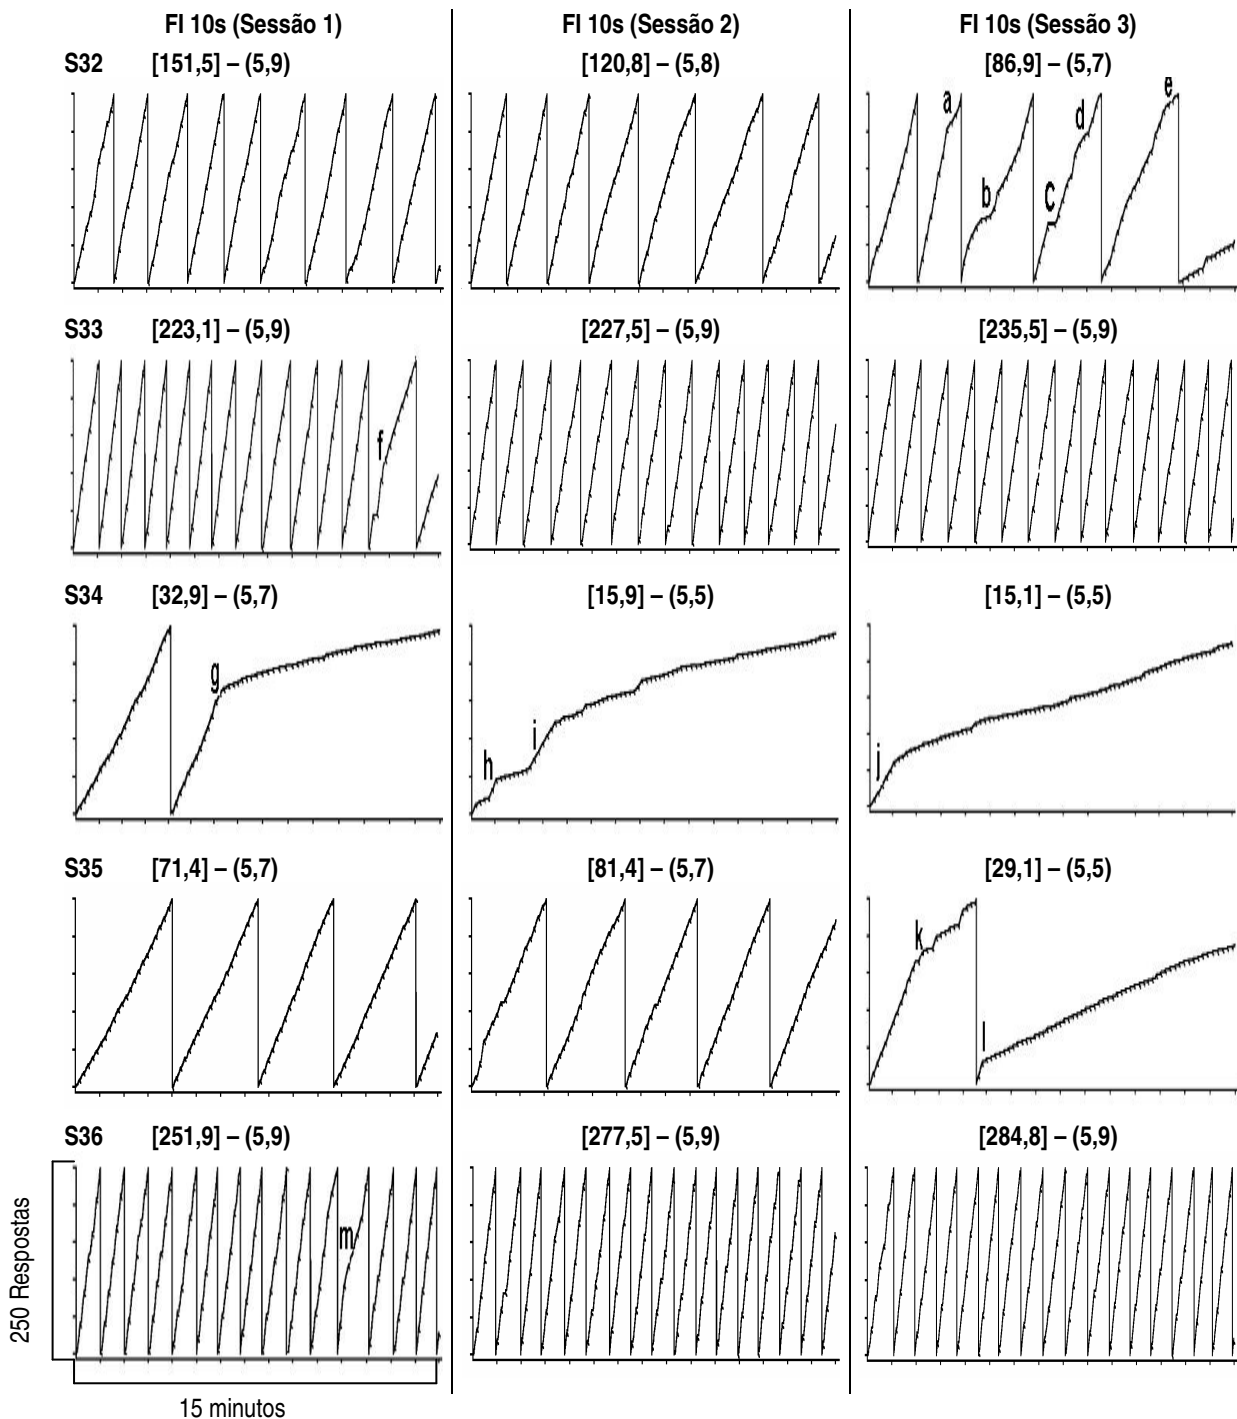 FI 10s (Sessão 1) FI 10s (Sessão 2) FI 10s (Sessão 3)
S32 [151,5] – (5,9) [120,8] – (5,8) [86,9] – (5,7)
a b c d e
S33 [223,1] – (5,9) [227,5] – (5,9) [235,5] – (5,9)
f
S34 [32,9] – (5,7) [15,9] – (5,5) [15,1] – (5,5)
g h i j
S35 [71,4] – (5,7) [81,4] – (5,7) [29,1] – (5,5)
k l
S36 [251,9] – (5,9) [277,5] – (5,9) [284,8] – (5,9)
m
250 Respostas
15 minutos